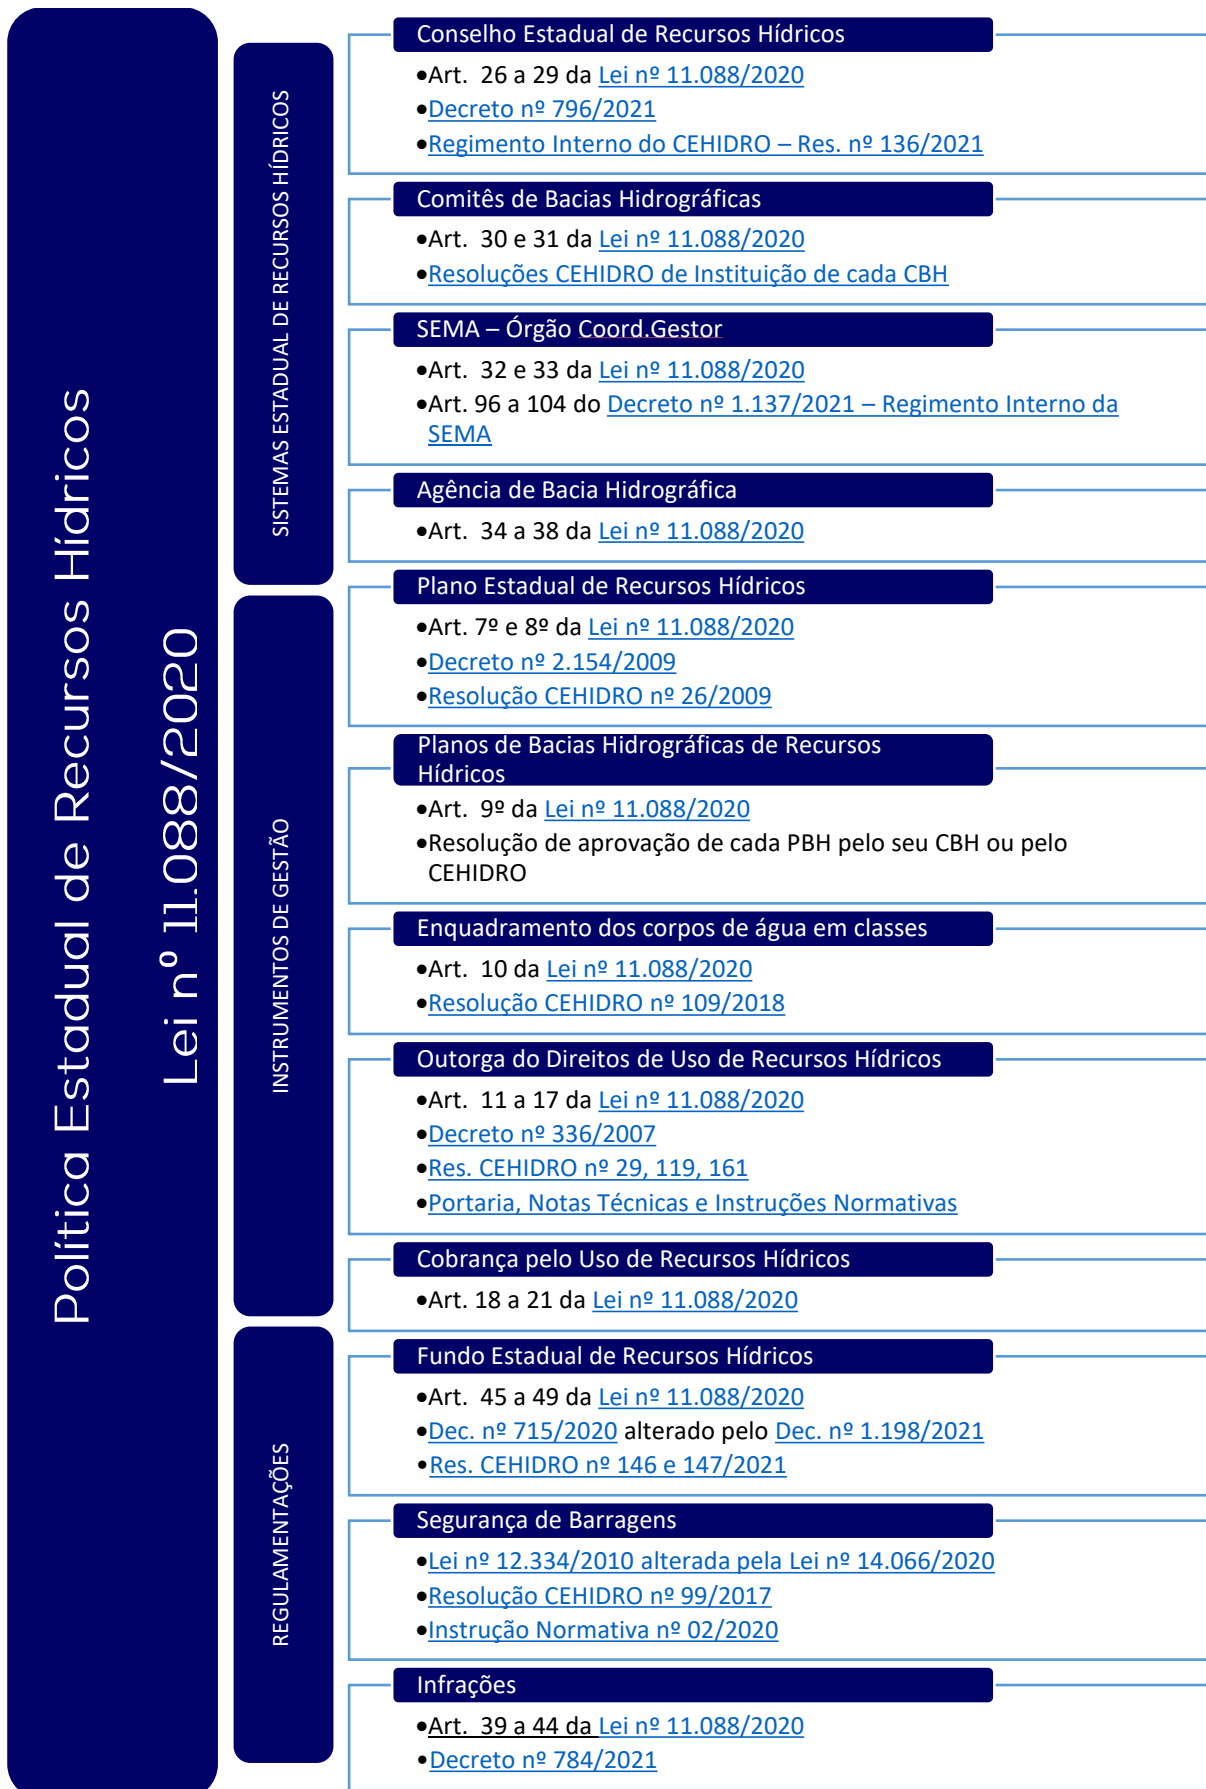 Política Estadual de Recursos Hídricos
Lei nº 11.088/2020
SISTEMAS ESTADUAL DE RECURSOS HÍDRICOS
Conselho Estadual de Recursos Hídricos
•Art. 26 a 29 da Lei nº 11.088/2020
•Decreto nº 796/2021
•Regimento Interno do CEHIDRO – Res. nº 136/2021
Comitês de Bacias Hidrográficas
•Art. 30 e 31 da Lei nº 11.088/2020
•Resoluções CEHIDRO de Instituição de cada CBH
SEMA – Órgão Coord.Gestor
•Art. 32 e 33 da Lei nº 11.088/2020
•Art. 96 a 104 do Decreto nº 1.137/2021 – Regimento Interno da
SEMA
Agência de Bacia Hidrográfica
•Art. 34 a 38 da Lei nº 11.088/2020
INSTRUMENTOS DE GESTÃO
Plano Estadual de Recursos Hídricos
•Art. 7º e 8º da Lei nº 11.088/2020
•Decreto nº 2.154/2009
•Resolução CEHIDRO nº 26/2009
Planos de Bacias Hidrográficas de Recursos
Hídricos
•Art. 9º da Lei nº 11.088/2020
•Resolução de aprovação de cada PBH pelo seu CBH ou pelo
CEHIDRO
Enquadramento dos corpos de água em classes
•Art. 10 da Lei nº 11.088/2020
•Resolução CEHIDRO nº 109/2018
Outorga do Direitos de Uso de Recursos Hídricos
•Art. 11 a 17 da Lei nº 11.088/2020
•Decreto nº 336/2007
•Res. CEHIDRO nº 29, 119, 161
•Portaria, Notas Técnicas e Instruções Normativas
Cobrança pelo Uso de Recursos Hídricos
•Art. 18 a 21 da Lei nº 11.088/2020
REGULAMENTAÇÕES
Fundo Estadual de Recursos Hídricos
•Art. 45 a 49 da Lei nº 11.088/2020
•Dec. nº 715/2020 alterado pelo Dec. nº 1.198/2021
•Res. CEHIDRO nº 146 e 147/2021
Segurança de Barragens
•Lei nº 12.334/2010 alterada pela Lei nº 14.066/2020
•Resolução CEHIDRO nº 99/2017
•Instrução Normativa nº 02/2020
Infrações
•Art. 39 a 44 da Lei nº 11.088/2020
•Decreto nº 784/2021